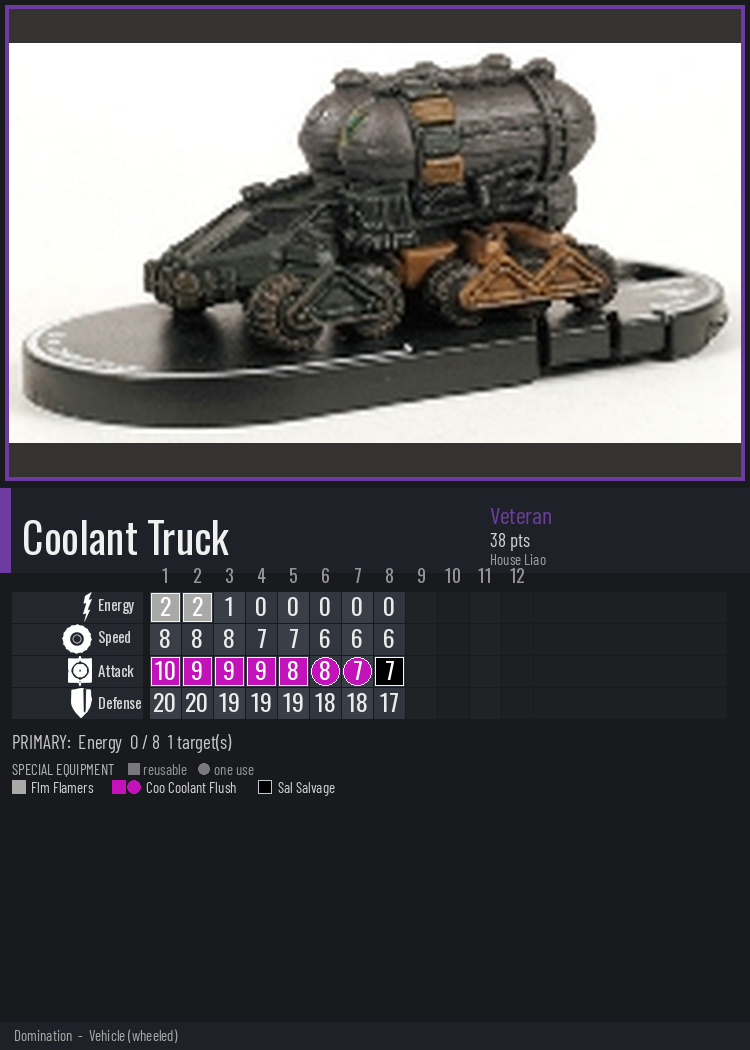 Coolant Truck
Veteran
38 pts
House Liao
1 2 3 4 5 6 7 8 9 10 11 12
Energy 2 2 1 0 0 0 0 0
Speed 8 8 8 7 7 6 6 6
Attack 10 9 9 9 8 8 7 7
Defense 20 20 19 19 19 18 18 17
PRIMARY: Energy 0 / 8 1 target(s)
SPECIAL EQUIPMENT reusable one use
Flm Flamers Coo Coolant Flush Sal Salvage
Domination - Vehicle (wheeled)